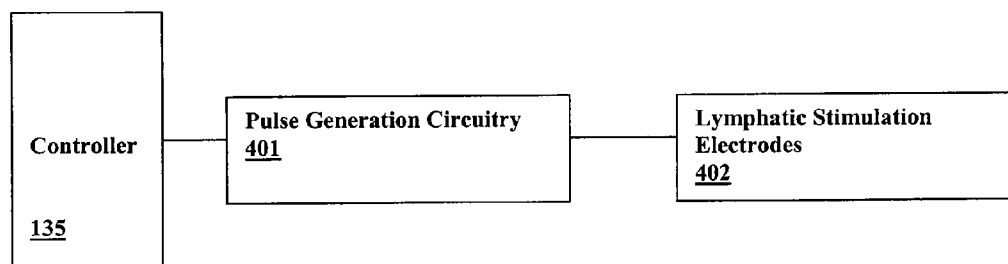 Controller
135
Pulse Generation Circuitry
401
Lymphatic Stimulation
Electrodes
402